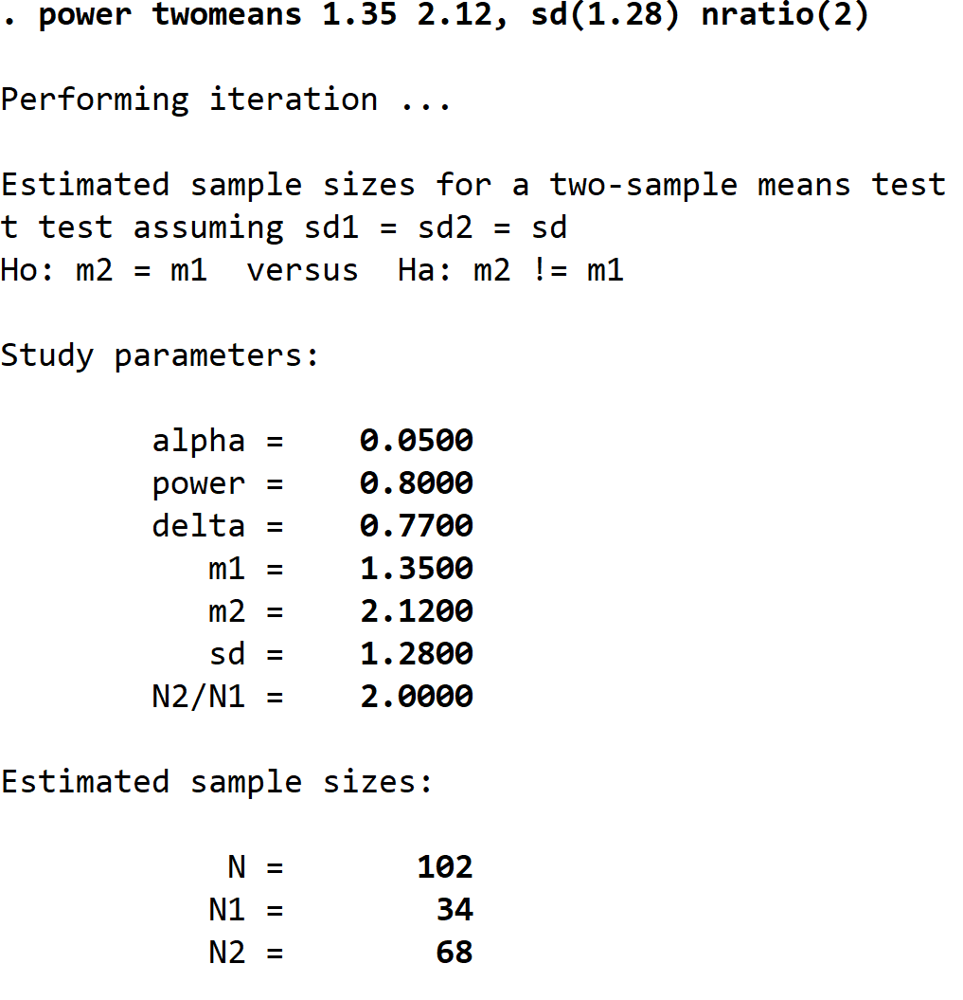 . power twomeans 1.35 2.12, sd(1.28) nratio(2)
Performing iteration ...
Estimated sample sizes for a two-sample means test
t test assuming sd1 = sd2 = sd
Ho: m2 = m1  versus  Ha: m2 != m1
Study parameters:
alpha = 0.0500
power = 0.8000
delta = 0.7700
m1 = 1.3500
m2 = 2.1200
sd = 1.2800
N2/N1 = 2.0000
Estimated sample sizes:
N = 102
N1 = 34
N2 = 68